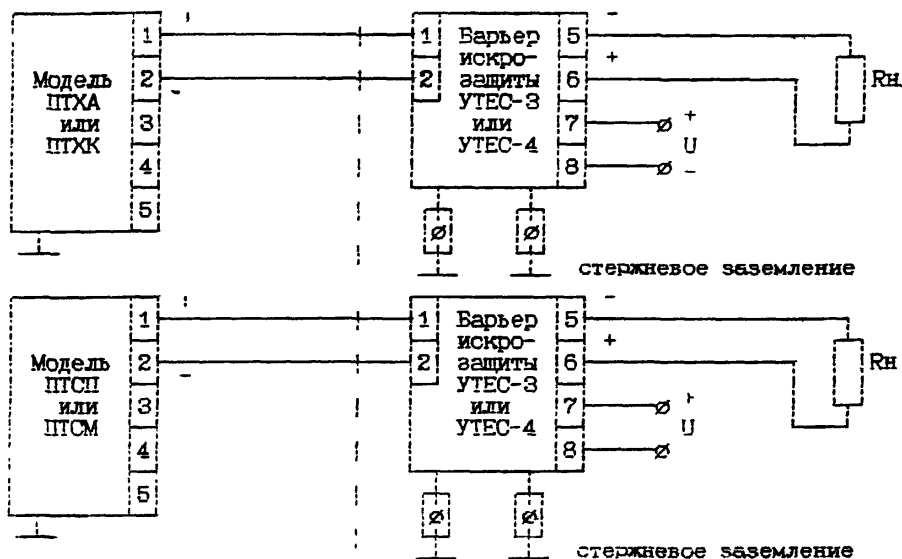 Модель
ПТХА
или
ПТХК
1
2
3
4
5
+
-
1
2
Барьер
искро-
защиты
УТЕС-3
или
УТЕС-4
5
6
7
8
-
+
Rн
ø +
U
ø -
ø ø
стержневое заземление
Модель
ПТСП
или
ПТСМ
1
2
3
4
5
+
-
1
2
Барьер
искро-
защиты
УТЕС-3
или
УТЕС-4
5
6
7
8
-
+
Rн
ø +
U
ø
ø ø
стержневое заземление